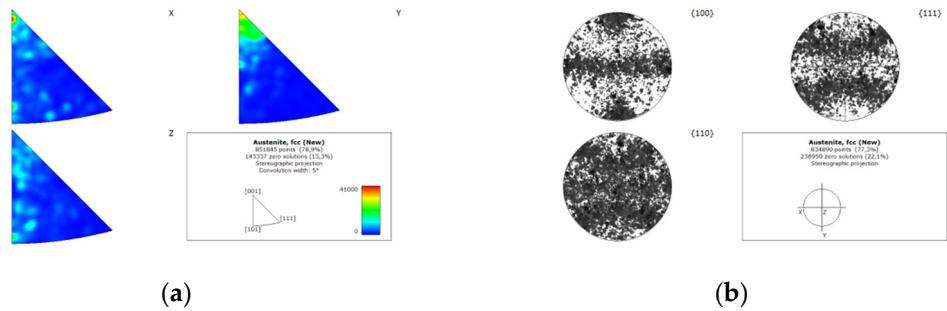 X
Y
Z
Austenite, fcc (New)
851845 points (78,9%)
143337 zero solutions (13,3%)
Stereographic projection
Convolution width: 5°
[001]
[111]
[101]
41000
0
(a)
{100}
{111}
{110}
Austenite, fcc (New)
834890 points (77,3%)
238950 zero solutions (22,1%)
Stereographic projection
X
Z
Y
(b)